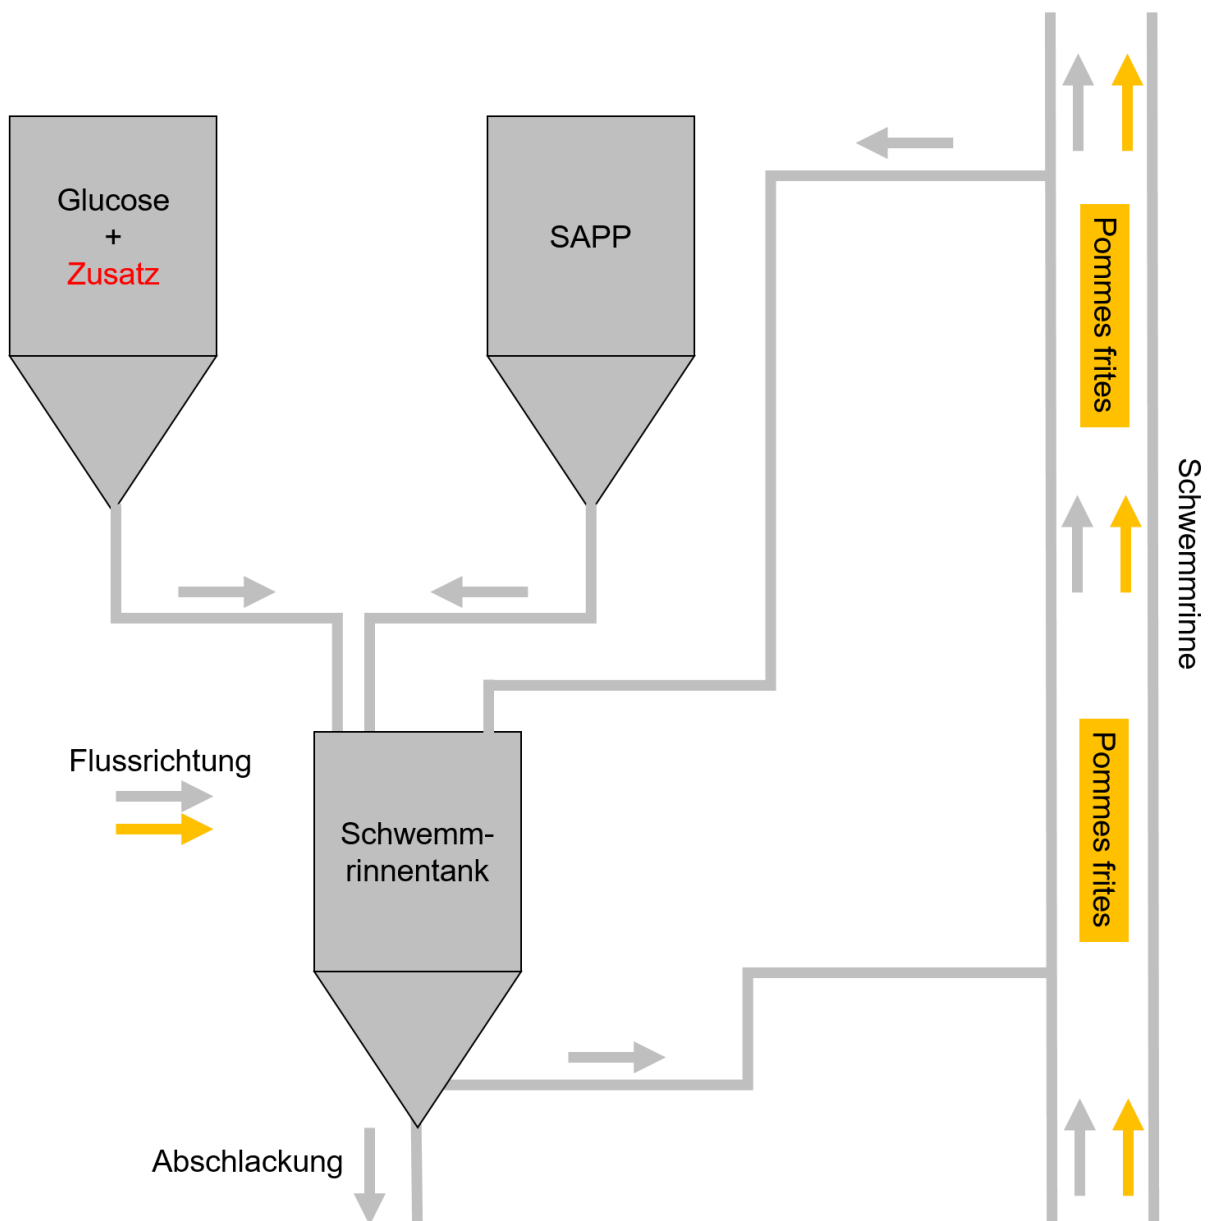 Glucose
+
Zusatz
SAPP
Pommes frites
Schwemmrinne
Flussrichtung
Schwemm-
rinnentank
Pommes frites
Abschlackung